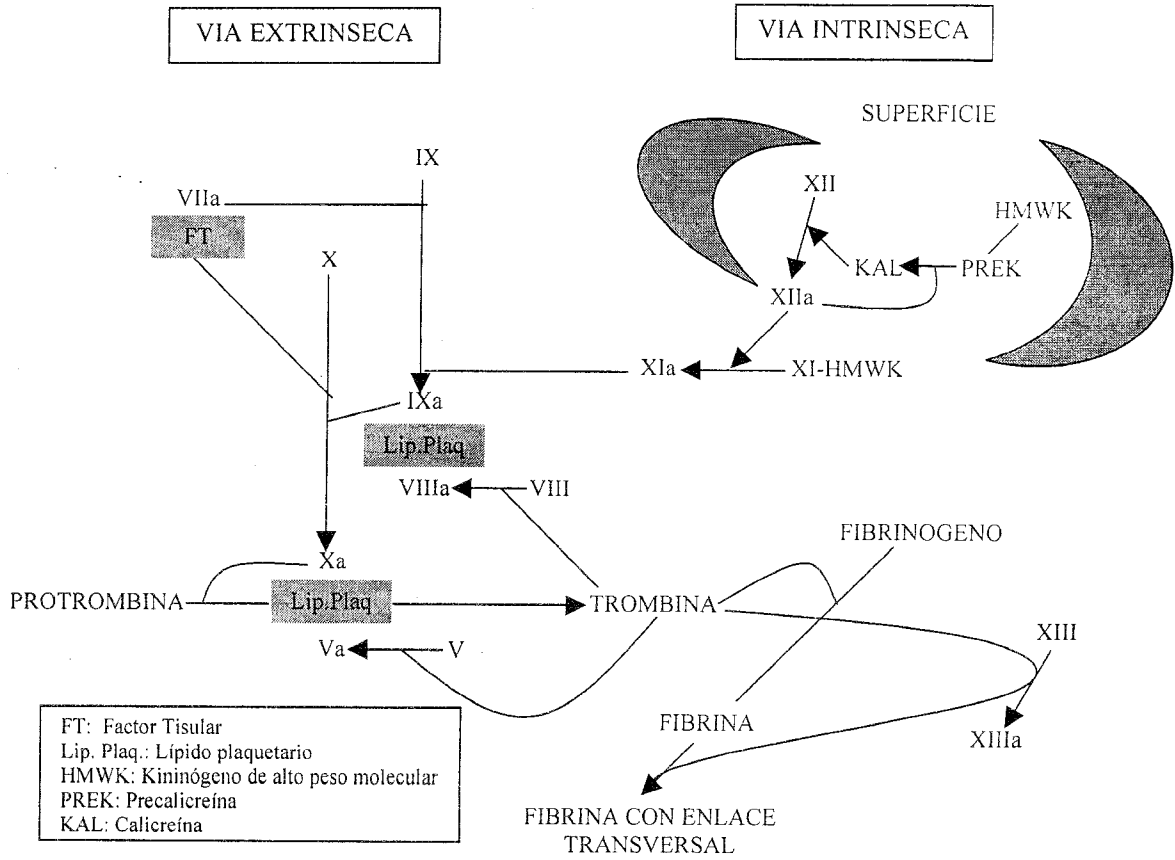 VIA EXTRINSECA
VIA INTRINSECA
SUPERFICIE
IX
XII
VIIa
HMWK
FT
X
KAL
PREK
XIIa
XIa
XI-HMWK
IXa
Lip.Plaq
VIIIa
VIII
FIBRINOGENO
Xa
PROTROMBINA
Lip.Plaq
TROMBINA
Va
V
XIII
FIBRINA
XIIIa
FT: Factor Tisular
Lip. Plaq.: Lípido plaquetario
HMWK: Kininógeno de alto peso molecular
PREK: Precalicreína
KAL: Calicreína
FIBRINA CON ENLACE
TRANSVERSAL